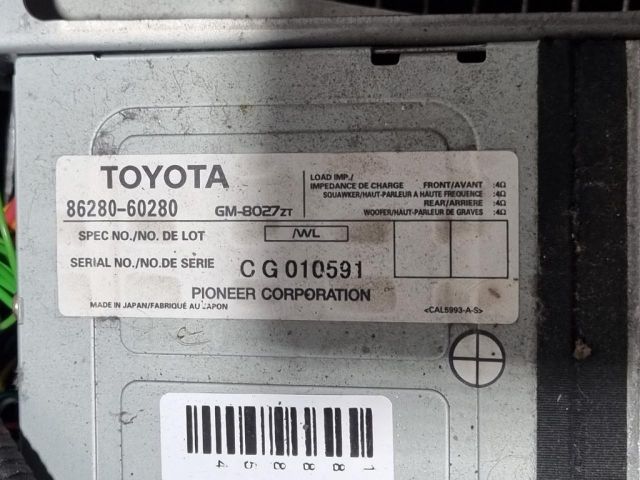 TOYOTA
86280-60280 GM-8027ZT
LOAD IMP./
IMPEDANCE DE CHARGE FRONT/AVANT :4Ω
SQUAWKER/HAUT-PARLEUR A HAUTE FREQUENCE :4Ω
REAR/ARRIERE :4Ω
WOOFER/HAUT-PARLEUR DE GRAVES :4Ω
SPEC NO./NO. DE LOT /WL
SERIAL NO./NO.DE SERIE CG010591
PIONEER CORPORATION
MADE IN JAPAN/FABRIQUÉ AU JAPON
<CAL5993-A-S>